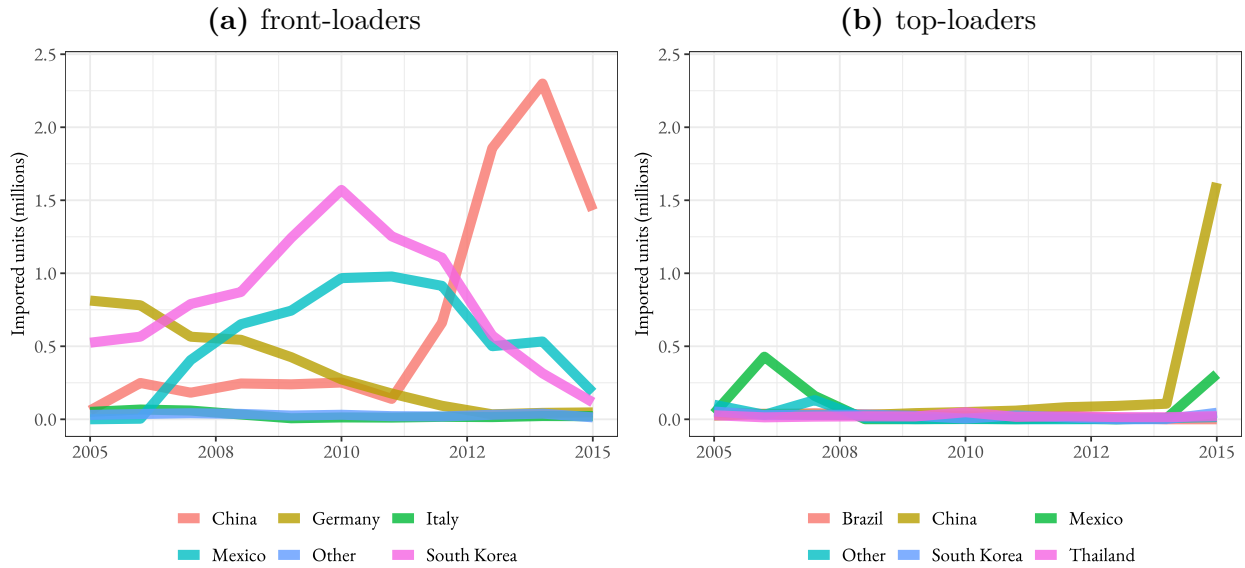 (a) front-loaders
(b) top-loaders
Imported units (millions)
2.5
2.0
1.5
1.0
0.5
0.0
2005 2008 2010 2012 2015
China Germany Italy
Mexico Other South Korea
Imported units (millions)
2.5
2.0
1.5
1.0
0.5
0.0
2005 2008 2010 2012 2015
Brazil China Mexico
Other South Korea Thailand